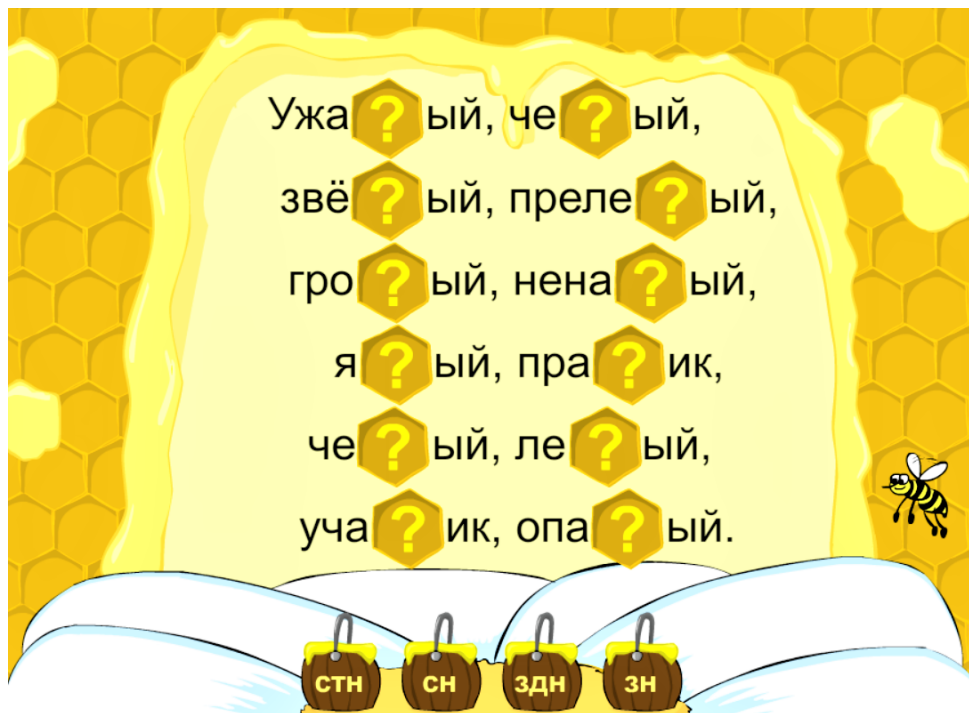 Ужа?ый, че?ый,
звё?ый, преле?ый,
гро?ый, нена?ый,
я?ый, пра?ик,
че?ый, ле?ый,
уча?ик, опа?ый.
стн сн здн зн